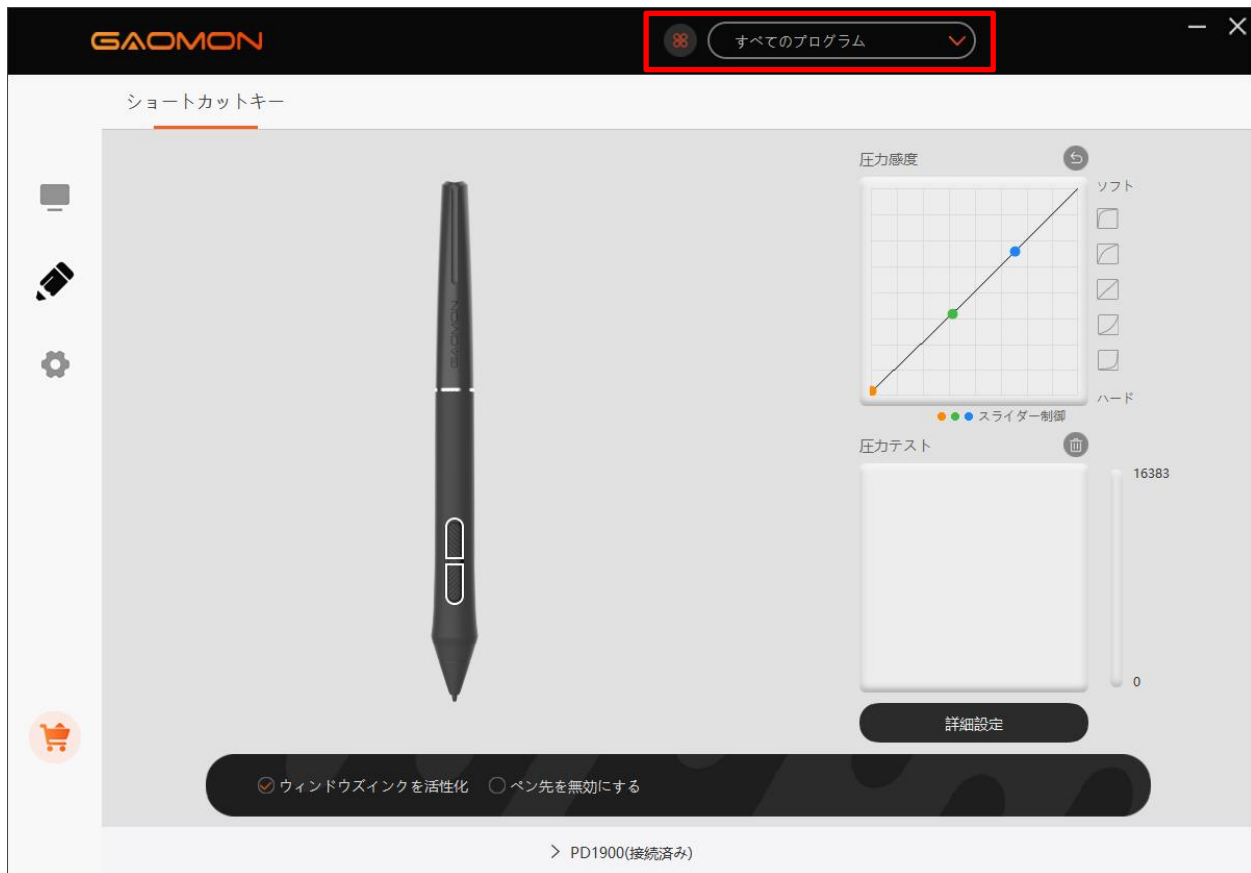 GAOMON
すべてのプログラム
ショートカットキー
圧力感度
ソフト
ハード
スライダー制御
圧力テスト
16383
0
詳細設定
GAOMON
ウィンドウズインクを活性化
ペン先を無効にする
PD1900(接続済み)